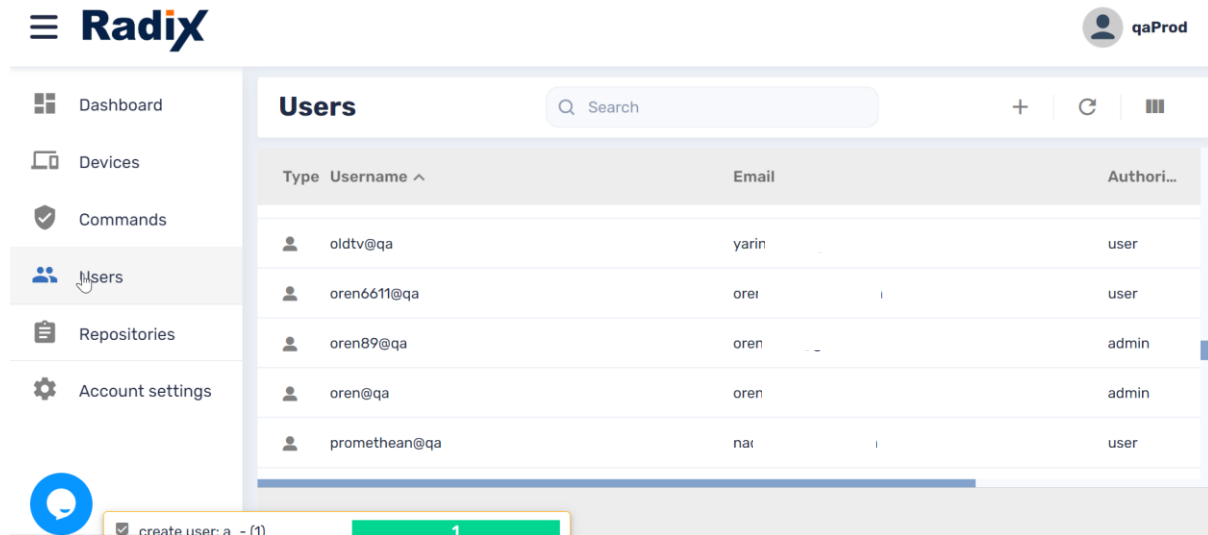 Radix
qaProd
Dashboard
Devices
Commands
Users
Repositories
Account settings
Users
Search
Type Username Email Authori...
oldtv@qa yarin user
oren6611@qa user
oren89@qa oren admin
oren@qa oren admin
promethean@qa user
create user: a - (1) 1